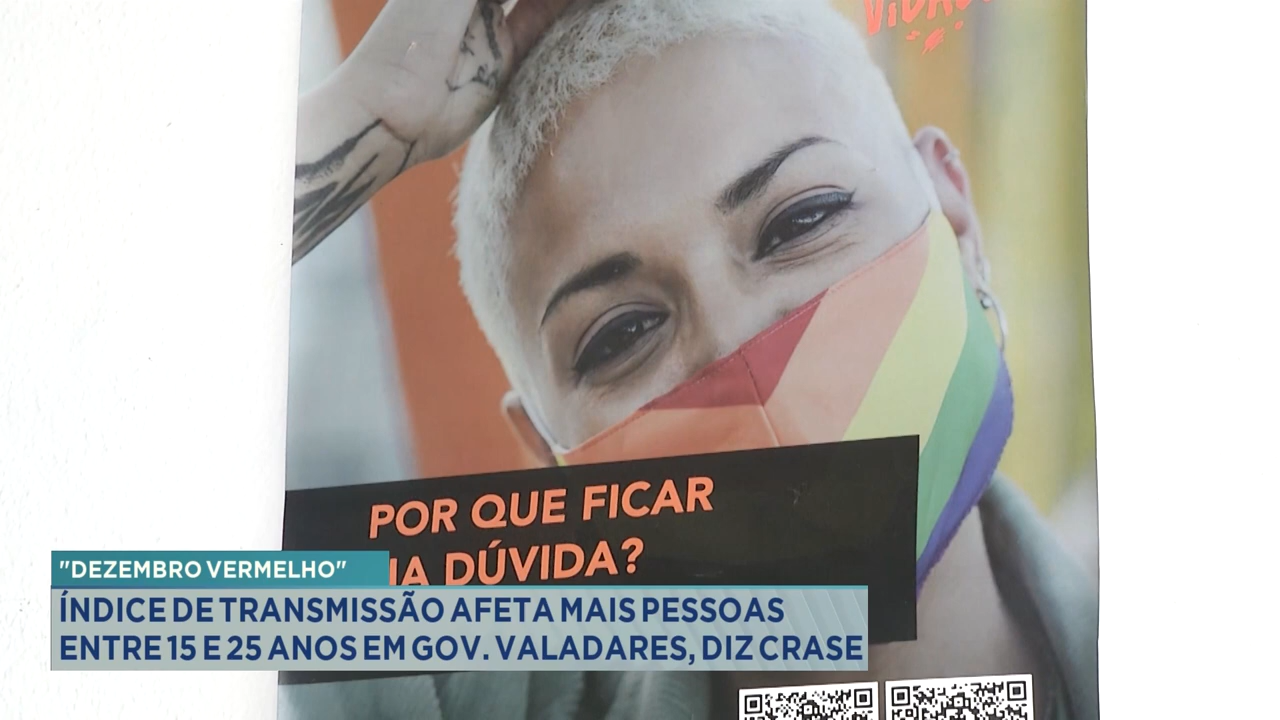 POR QUE FICAR
NA DÚVIDA?
"DEZEMBRO VERMELHO"
ÍNDICE DE TRANSMISSÃO AFETA MAIS PESSOAS
ENTRE 15 E 25 ANOS EM GOV. VALADARES, DIZ CRASE